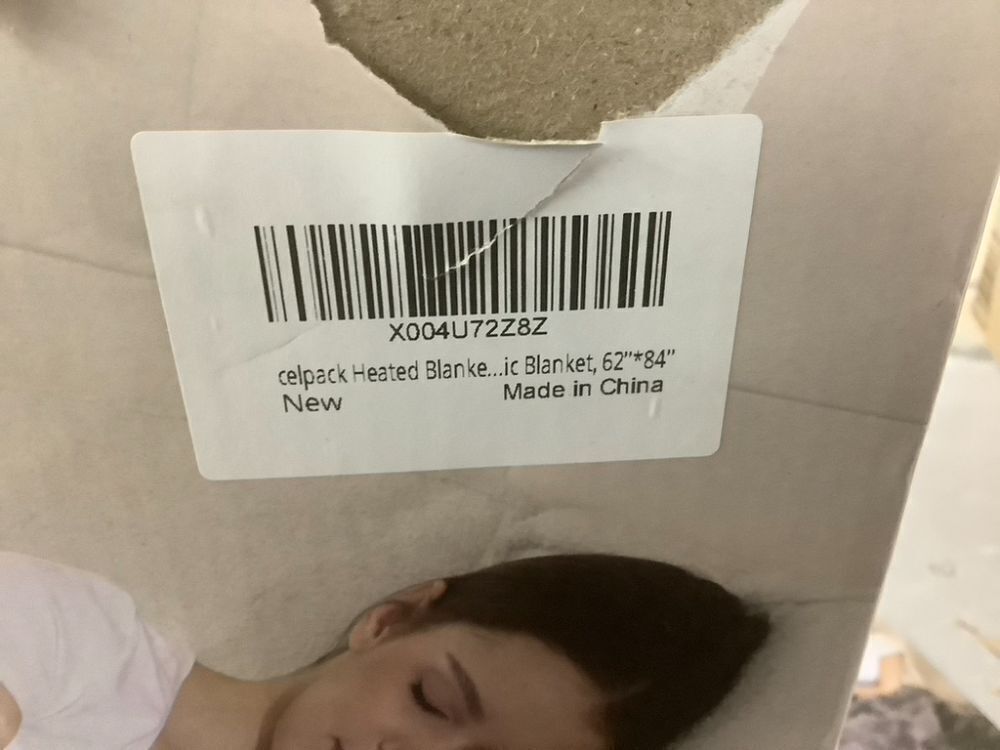 X004U72Z8Z
celpack Heated Blanke...ic Blanket, 62’’*84’’
New
Made in China